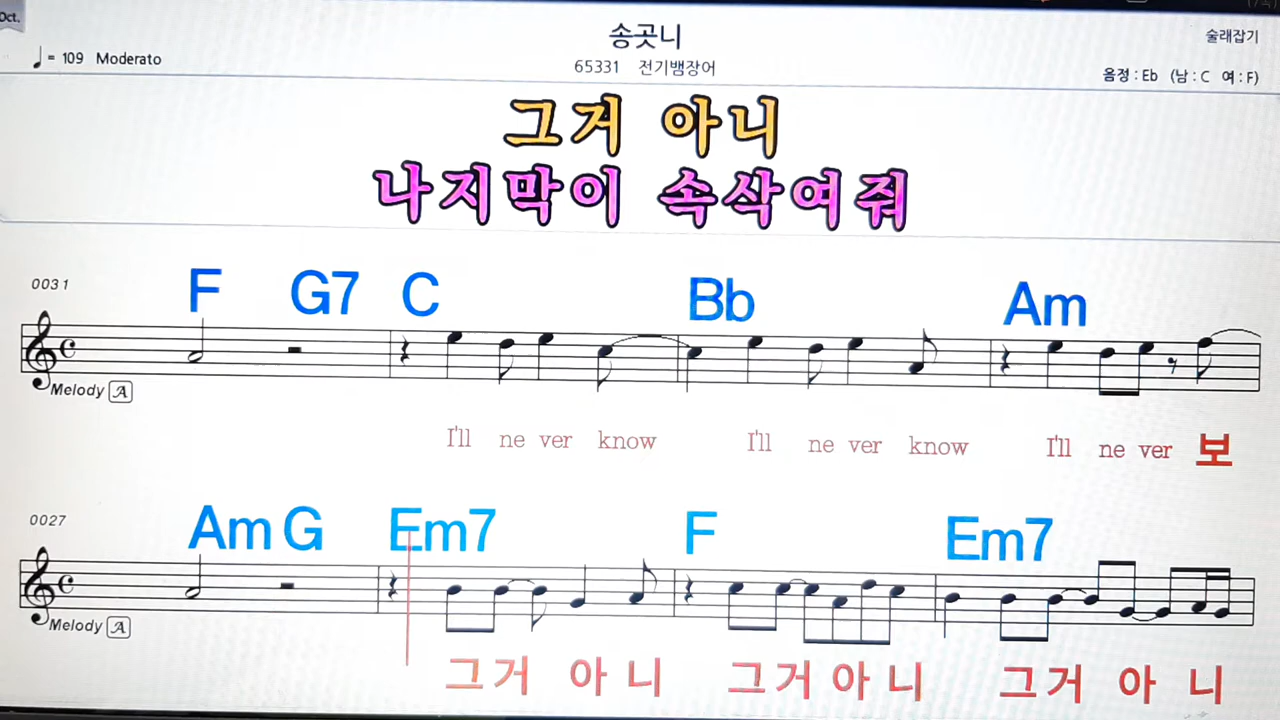 Oct.
송곳니
술래잡기
♩= 109 Moderato
65331 전기뱀장어
음정 : Eb (남 : C 여 : F)
그거 아니
나지막이 속삭여줘
0031
F G7 C Bb Am
Melody A
I'll ne ver know I'll ne ver know I'll ne ver 보
0027
Am G Em7 F Em7
Melody A
그거 아 니 그거 아 니 그거 아 니